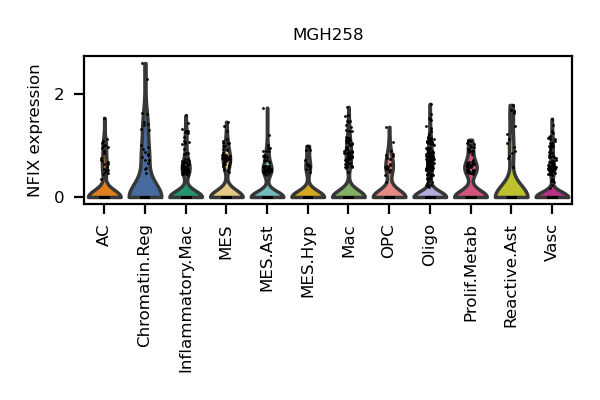 MGH258
NFIX expression
2
0
AC
Chromatin.Reg
Inflammatory.Mac
MES
MES.Ast
MES.Hyp
Mac
OPC
Oligo
Prolif.Metab
Reactive.Ast
Vasc